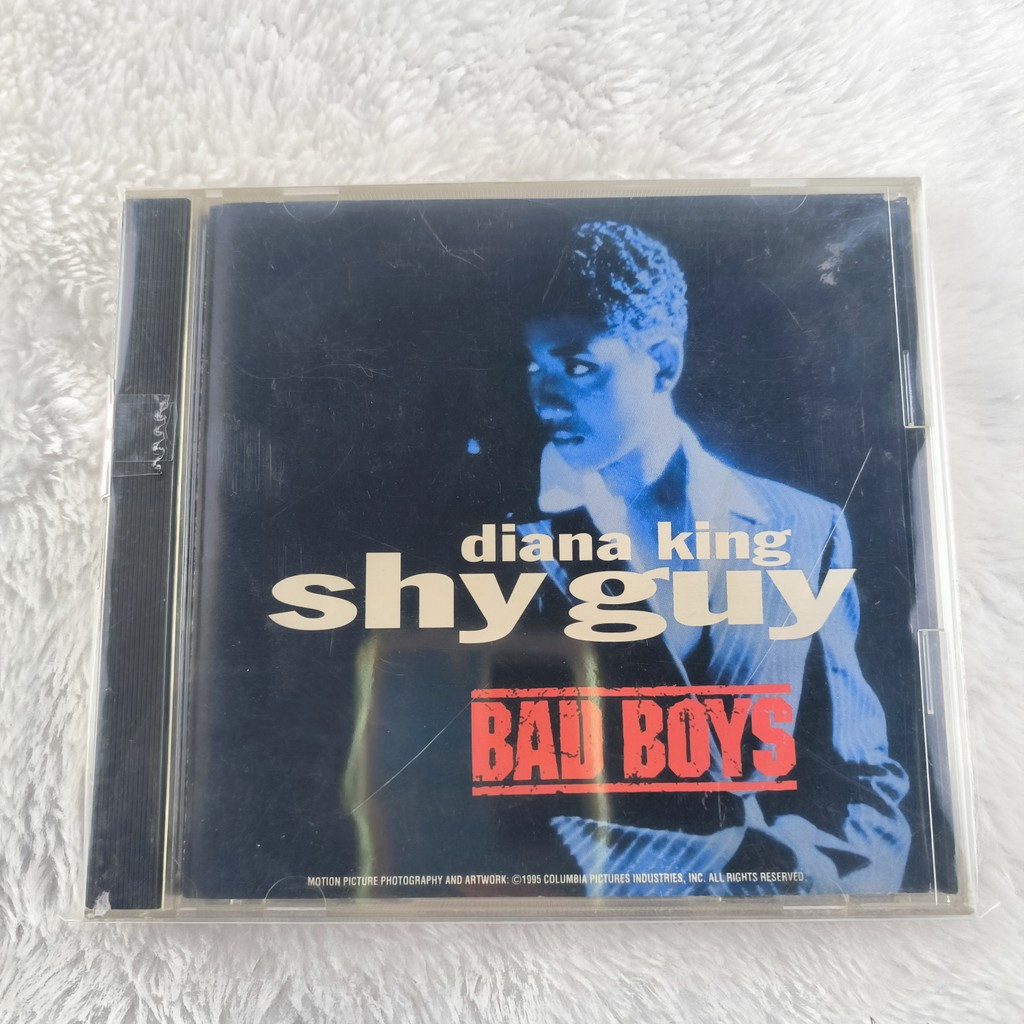 diana king
shy guy
BAD BOYS
MOTION PICTURE PHOTOGRAPHY AND ARTWORK: ©1995 COLUMBIA PICTURES INDUSTRIES, INC. ALL RIGHTS RESERVED.